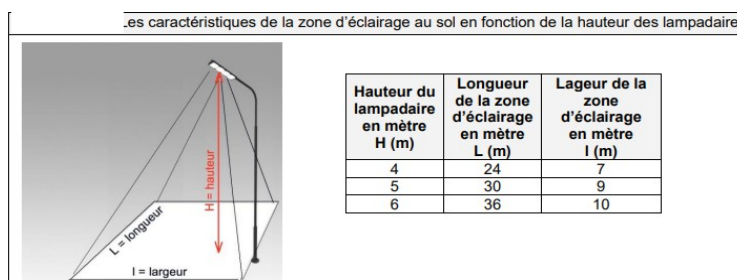 Les caractéristiques de la zone d’éclairage au sol en fonction de la hauteur des lampadaire
H = hauteur
L = longueur
l = largeur
Hauteur du lampadaire en mètre H (m)
Longueur de la zone d’éclairage en mètre L (m)
Lageur de la zone d’éclairage en mètre l (m)
4 24 7
5 30 9
6 36 10